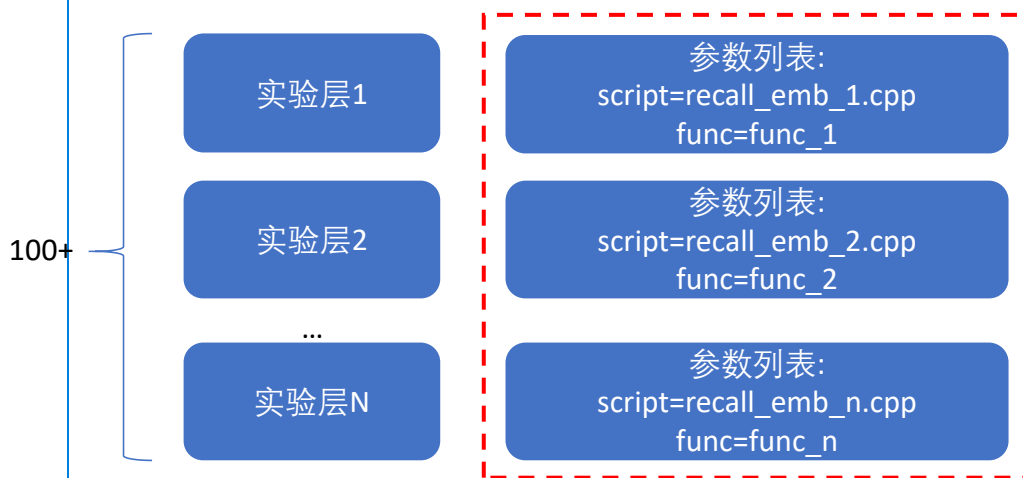 实验层1
参数列表:
script=recall_emb_1.cpp
func=func_1
100+
实验层2
参数列表:
script=recall_emb_2.cpp
func=func_2
...
实验层N
参数列表:
script=recall_emb_n.cpp
func=func_n